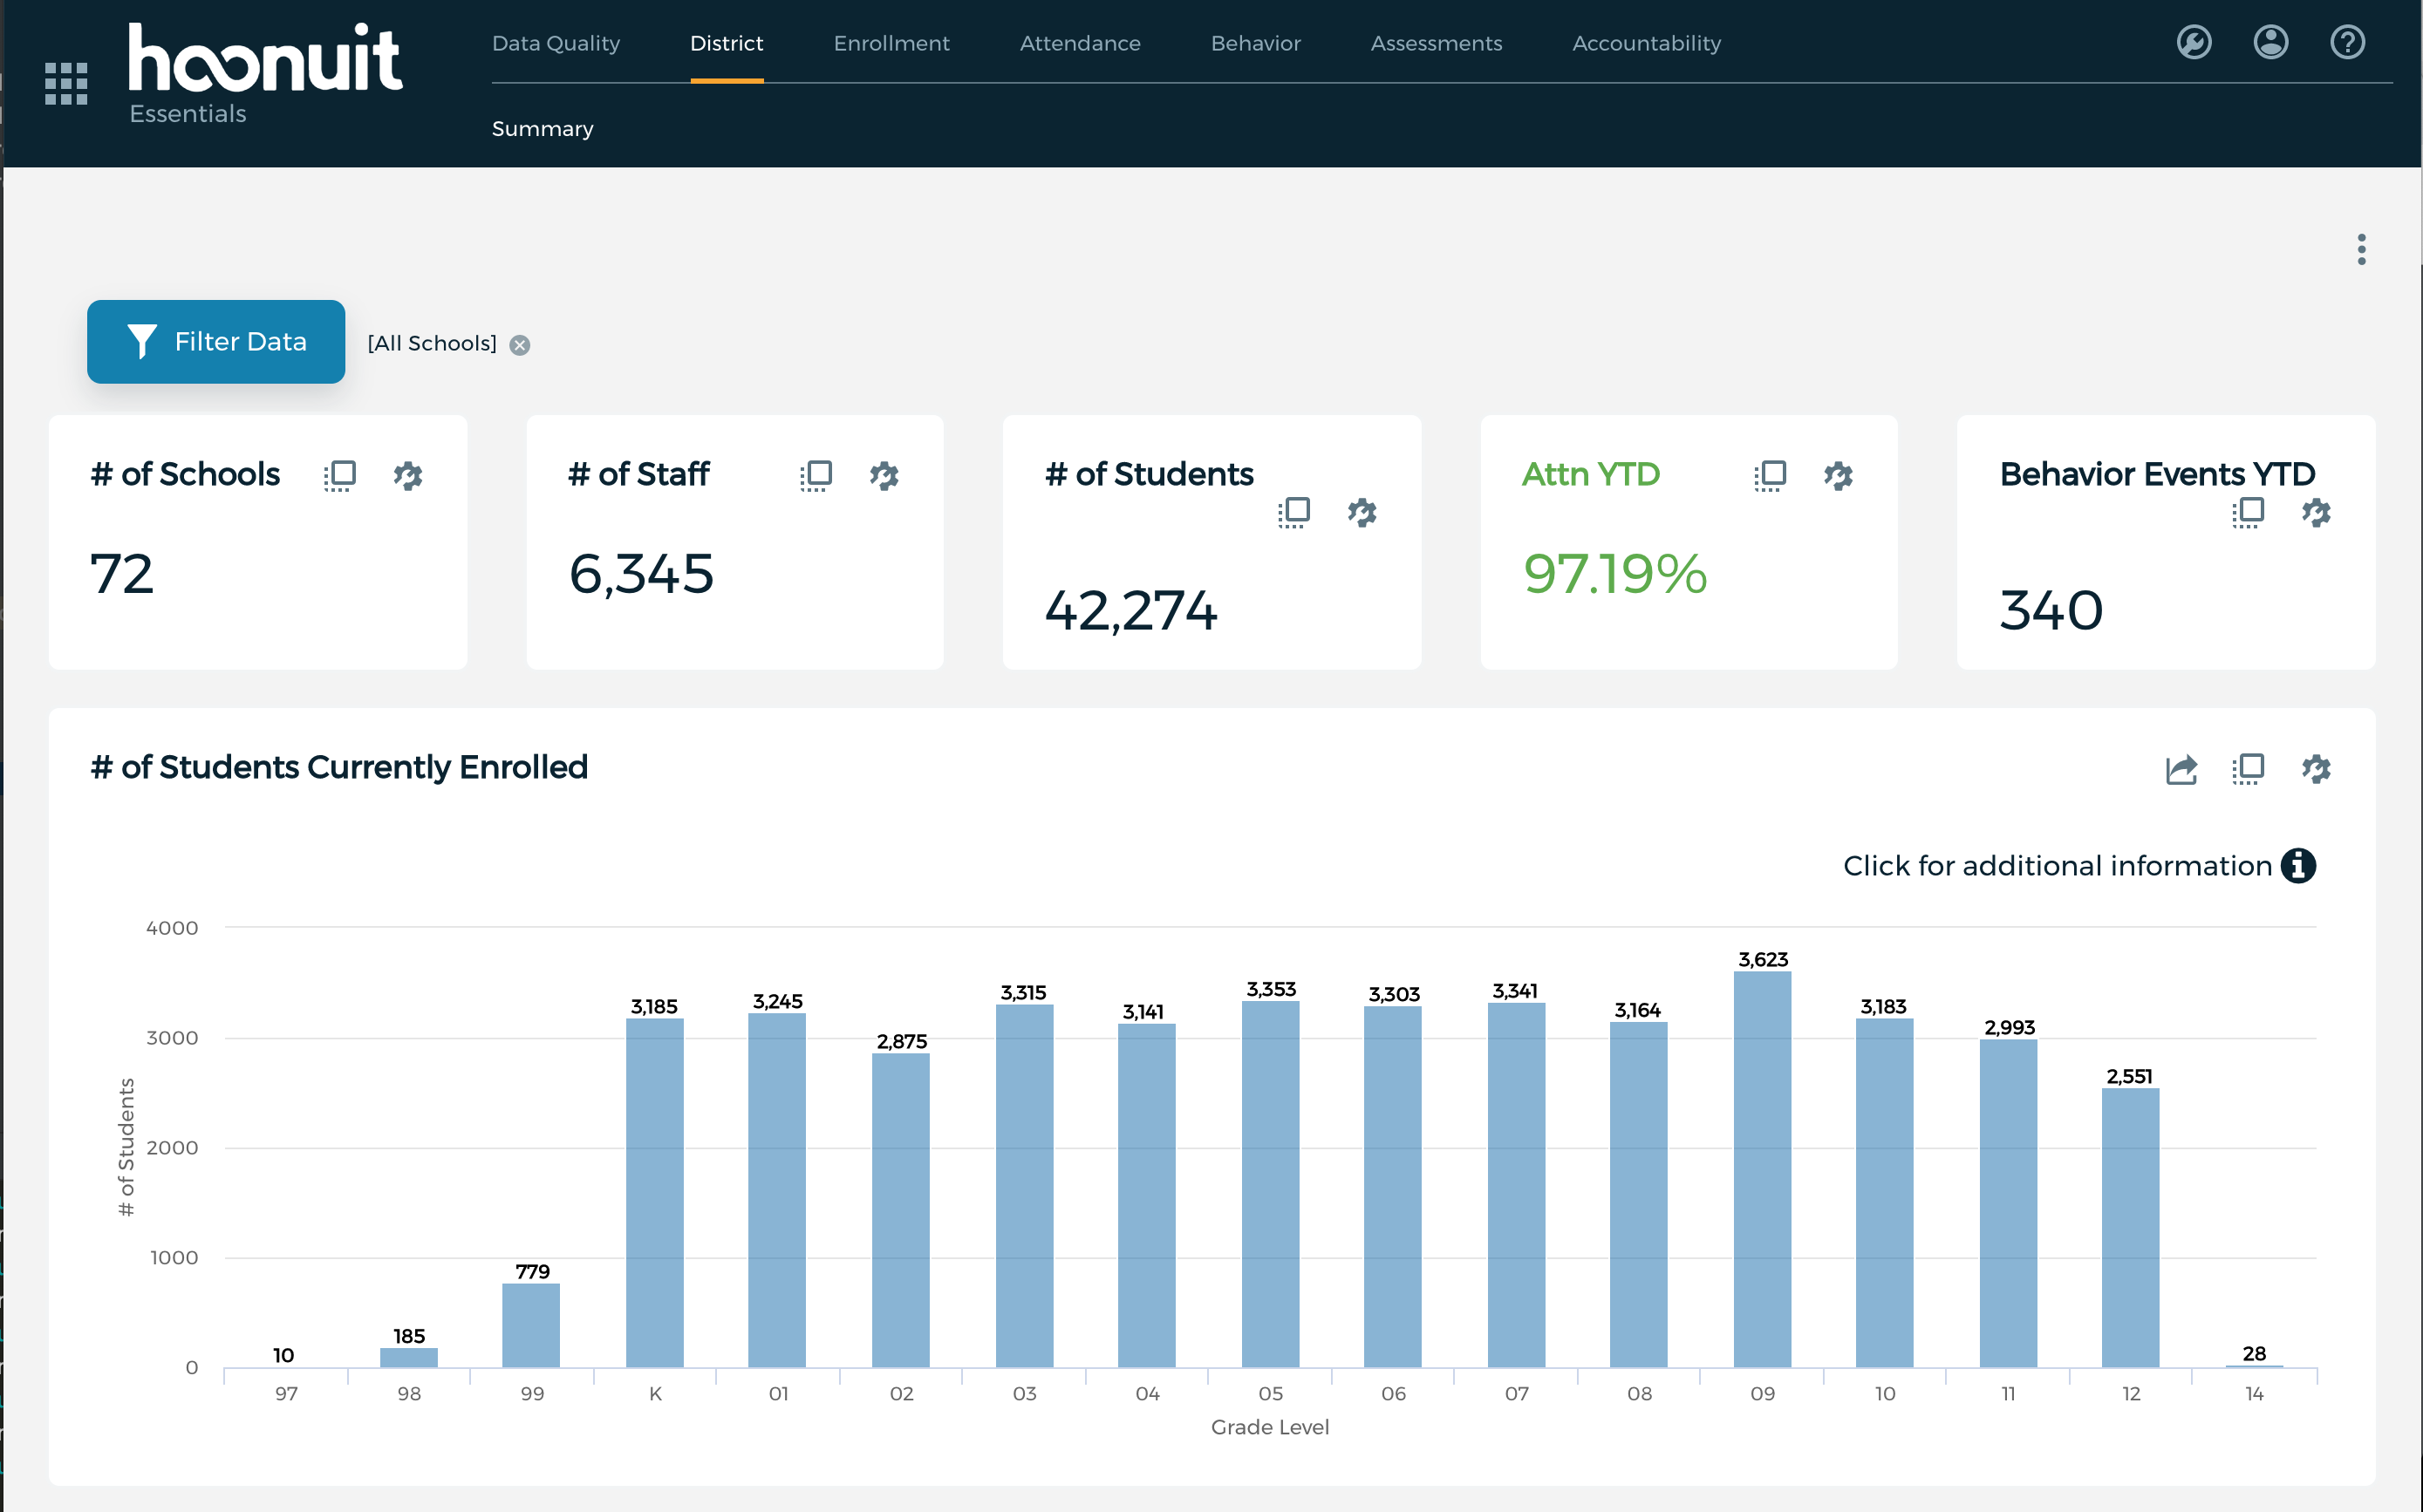 hoonuit
Essentials
Data Quality District Enrollment Attendance Behavior Assessments Accountability
Summary
Filter Data [All Schools]
# of Schools # of Staff # of Students Attn YTD Behavior Events YTD
72 6,345 42,274 97.19% 340
# of Students Currently Enrolled
Click for additional information
# of Students
4000
3000
2000
1000
0
10 185 779 3,185 3,245 2,875 3,315 3,141 3,353 3,303 3,341 3,164 3,623 3,183 2,993 2,551 28
97 98 99 K 01 02 03 04 05 06 07 08 09 10 11 12 14
Grade Level